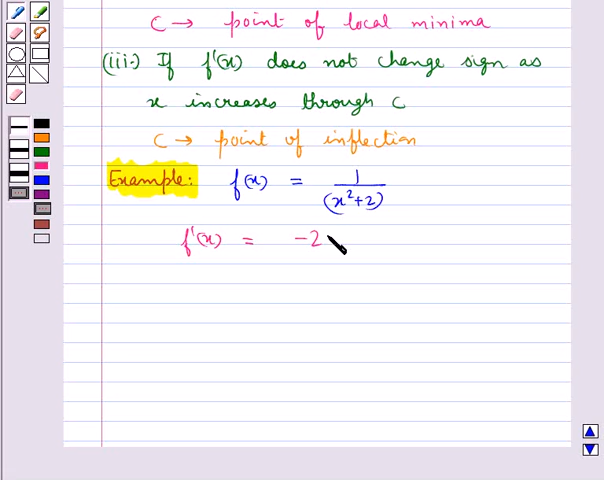 C → point of local minima
(iii.) If f'(x) does not change sign as
x increases through C
C → point of inflection
Example: f(x) = 1/(x²+2)
f'(x) = -2